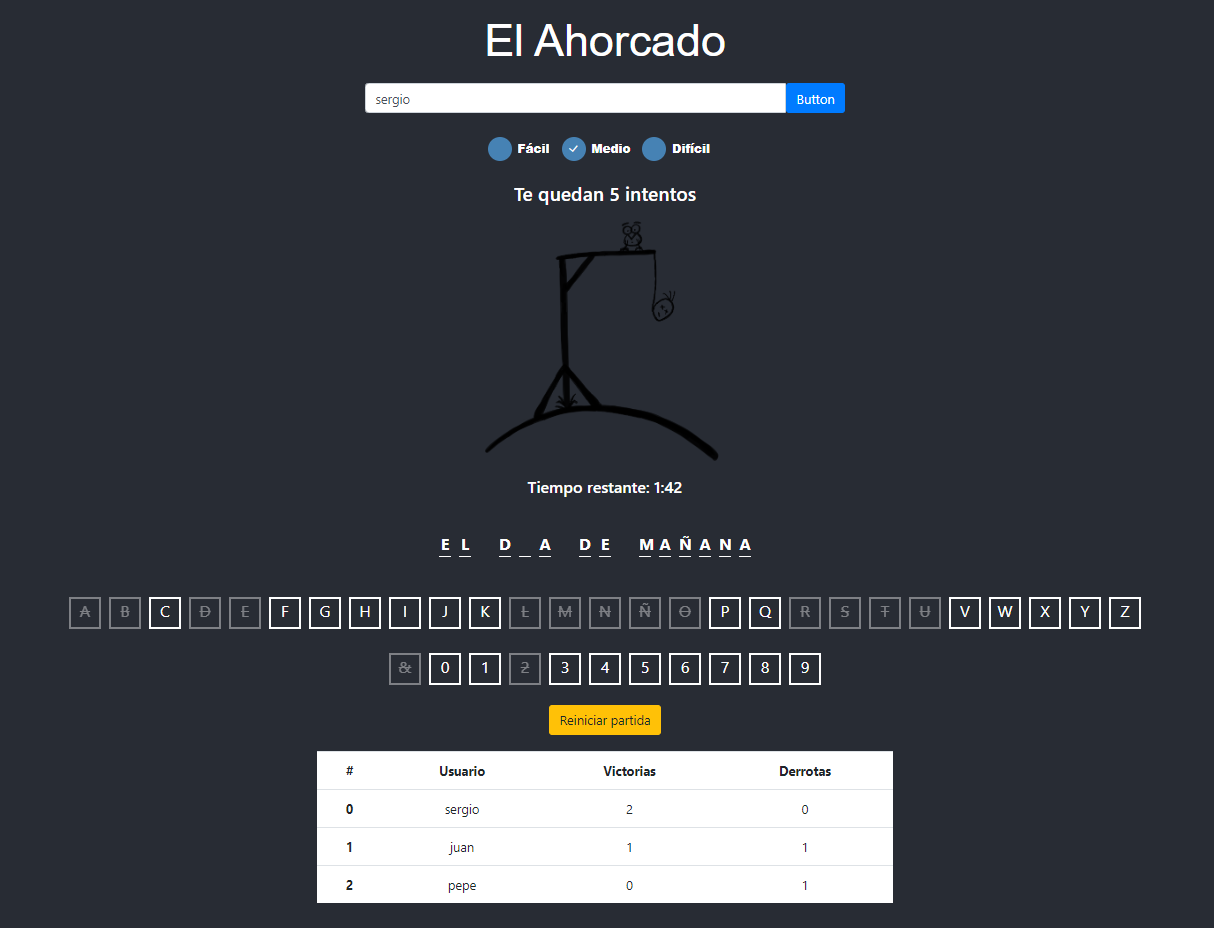 El Ahorcado
sergio Button
Fácil Medio Difícil
Te quedan 5 intentos
Tiempo restante: 1:42
E L D _ A D E M A Ñ A N A
A B C D E F G H I J K L M N Ñ O P Q R S T U V W X Y Z
& 0 1 2 3 4 5 6 7 8 9
Reiniciar partida
# Usuario Victorias Derrotas
0 sergio 2 0
1 juan 1 1
2 pepe 0 1